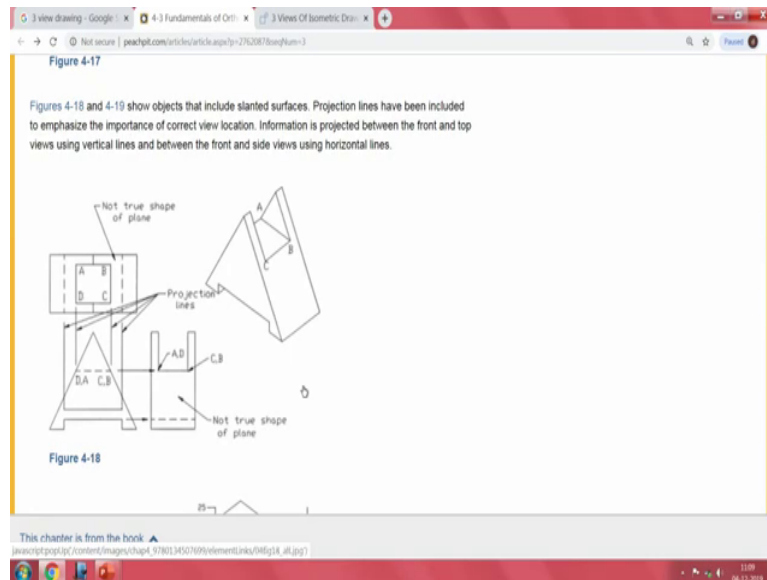 3 view drawing - Google S
4-3 Fundamentals of Orth
3 Views Of Isometric Draw
Not secure | peachpit.com/articles/article.aspx?p=2762087&seqNum=3
Paused
Figure 4-17
Figures 4-18 and 4-19 show objects that include slanted surfaces. Projection lines have been included
to emphasize the importance of correct view location. Information is projected between the front and top
views using vertical lines and between the front and side views using horizontal lines.
Not true shape
of plane
A
B
C
A B
D C
Projection
lines
A,D
C,B
D,A C,B
Not true shape
of plane
Figure 4-18
25
This chapter is from the book
javascript:popUp('/content/images/chap4_9780134507699/elementLinks/04fig18_alt.jpg')
11:09
04-12-2019